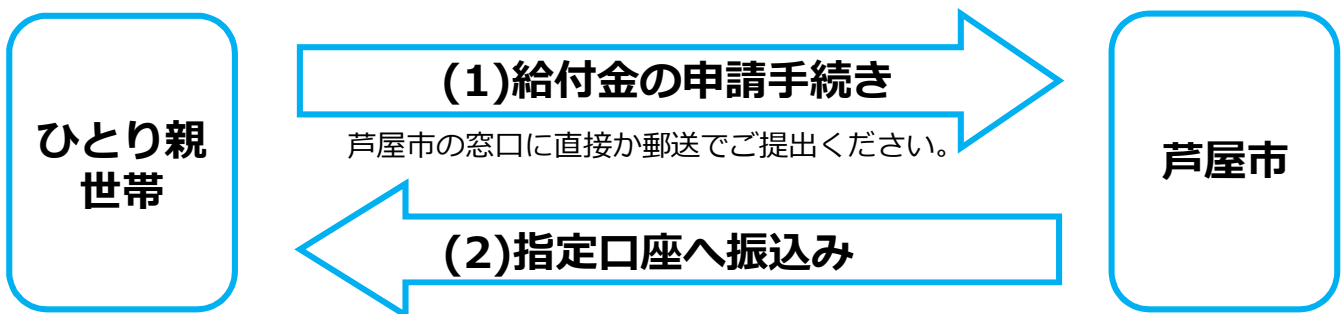 ひとり親
世帯
(1)給付金の申請手続き
芦屋市の窓口に直接か郵送でご提出ください。
(2)指定口座へ振込み
芦屋市